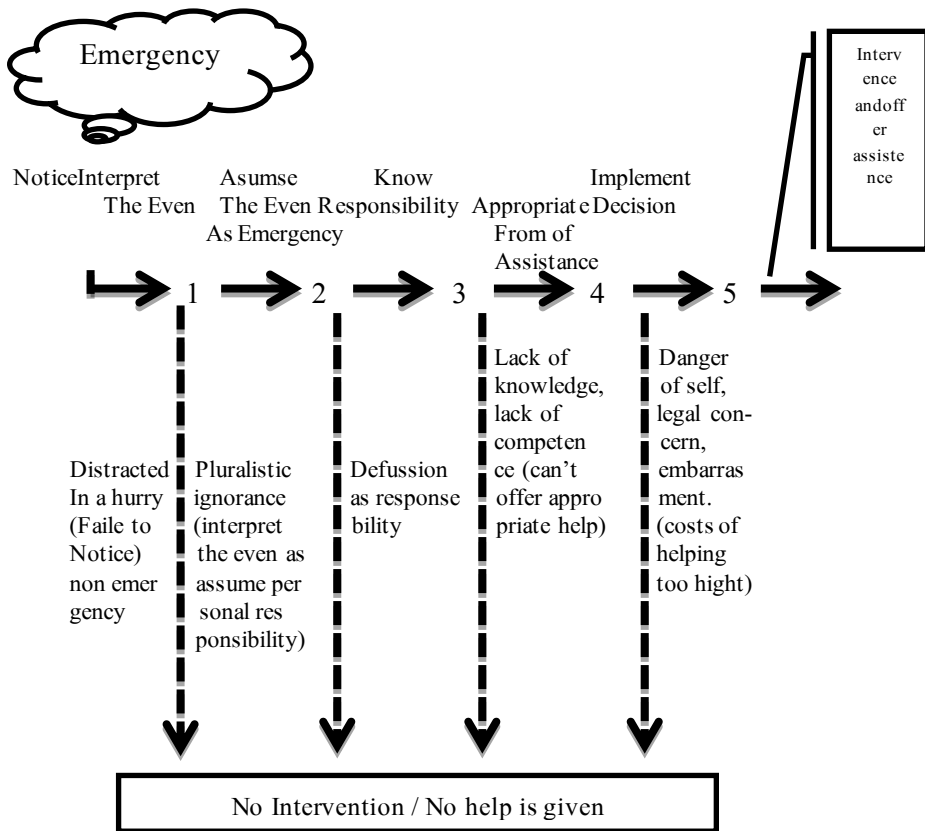 Emergency
Interv
ence
andoff
er
assiste
nce
NoticeInterpret
The Even
Asumse
The Even
As Emergency
Know
Responsibility
Appropriate
From of
Assistance
Implement
Decision
1
2
3
4
5
Distracted
In a hurry
(Faile to
Notice)
non emer
gency
Pluralistic
ignorance
(interpret
the even as
assume per
sonal res
ponsibility)
Defussion
as response
bility
Lack of
knowledge,
lack of
competen
ce (can't
offer appro
priate help)
Danger
of self,
legal con-
cern,
embarras
ment.
(costs of
helping
too hight)
No Intervention / No help is given